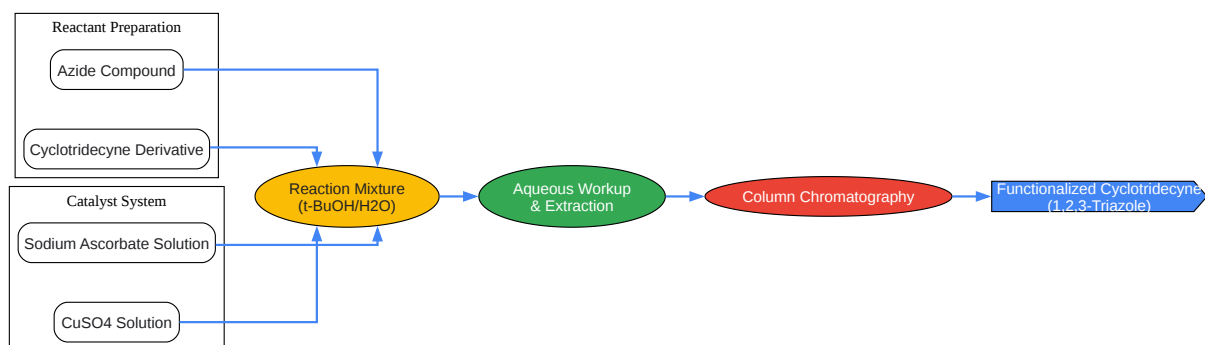 Reactant Preparation
Azide Compound
Cyclotridecyne Derivative
Catalyst System
Sodium Ascorbate Solution
CuSO4 Solution
Reaction Mixture
(t-BuOH/H2O)
Aqueous Workup
& Extraction
Column Chromatography
Functionalized Cyclotridecyne
(1,2,3-Triazole)